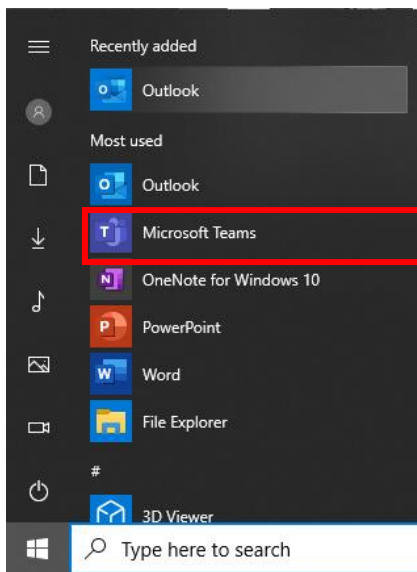 Recently added
Outlook
Most used
Outlook
Microsoft Teams
OneNote for Windows 10
PowerPoint
Word
File Explorer
#
3D Viewer
Type here to search